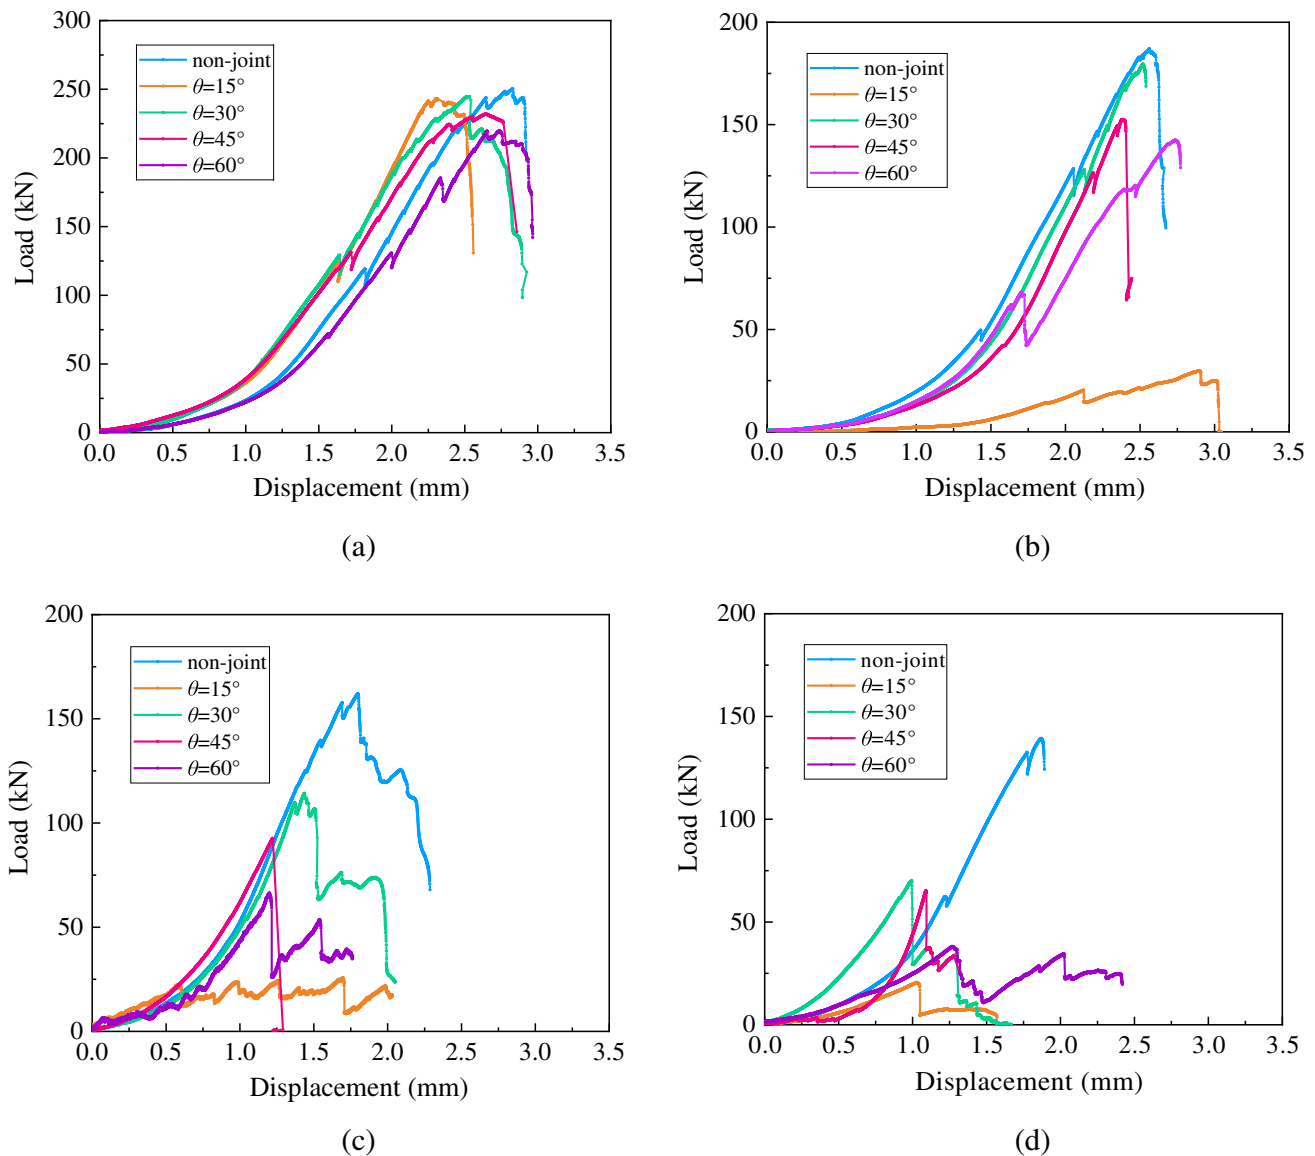 300
250
200
150
100
50
0
Load (kN)
non-joint
θ=15°
θ=30°
θ=45°
θ=60°
0.0 0.5 1.0 1.5 2.0 2.5 3.0 3.5
Displacement (mm)
(a)
200
150
100
50
0
Load (kN)
non-joint
θ=15°
θ=30°
θ=45°
θ=60°
0.0 0.5 1.0 1.5 2.0 2.5 3.0 3.5
Displacement (mm)
(b)
200
150
100
50
0
Load (kN)
non-joint
θ=15°
θ=30°
θ=45°
θ=60°
0.0 0.5 1.0 1.5 2.0 2.5 3.0 3.5
Displacement (mm)
(c)
200
150
100
50
0
Load (kN)
non-joint
θ=15°
θ=30°
θ=45°
θ=60°
0.0 0.5 1.0 1.5 2.0 2.5 3.0 3.5
Displacement (mm)
(d)